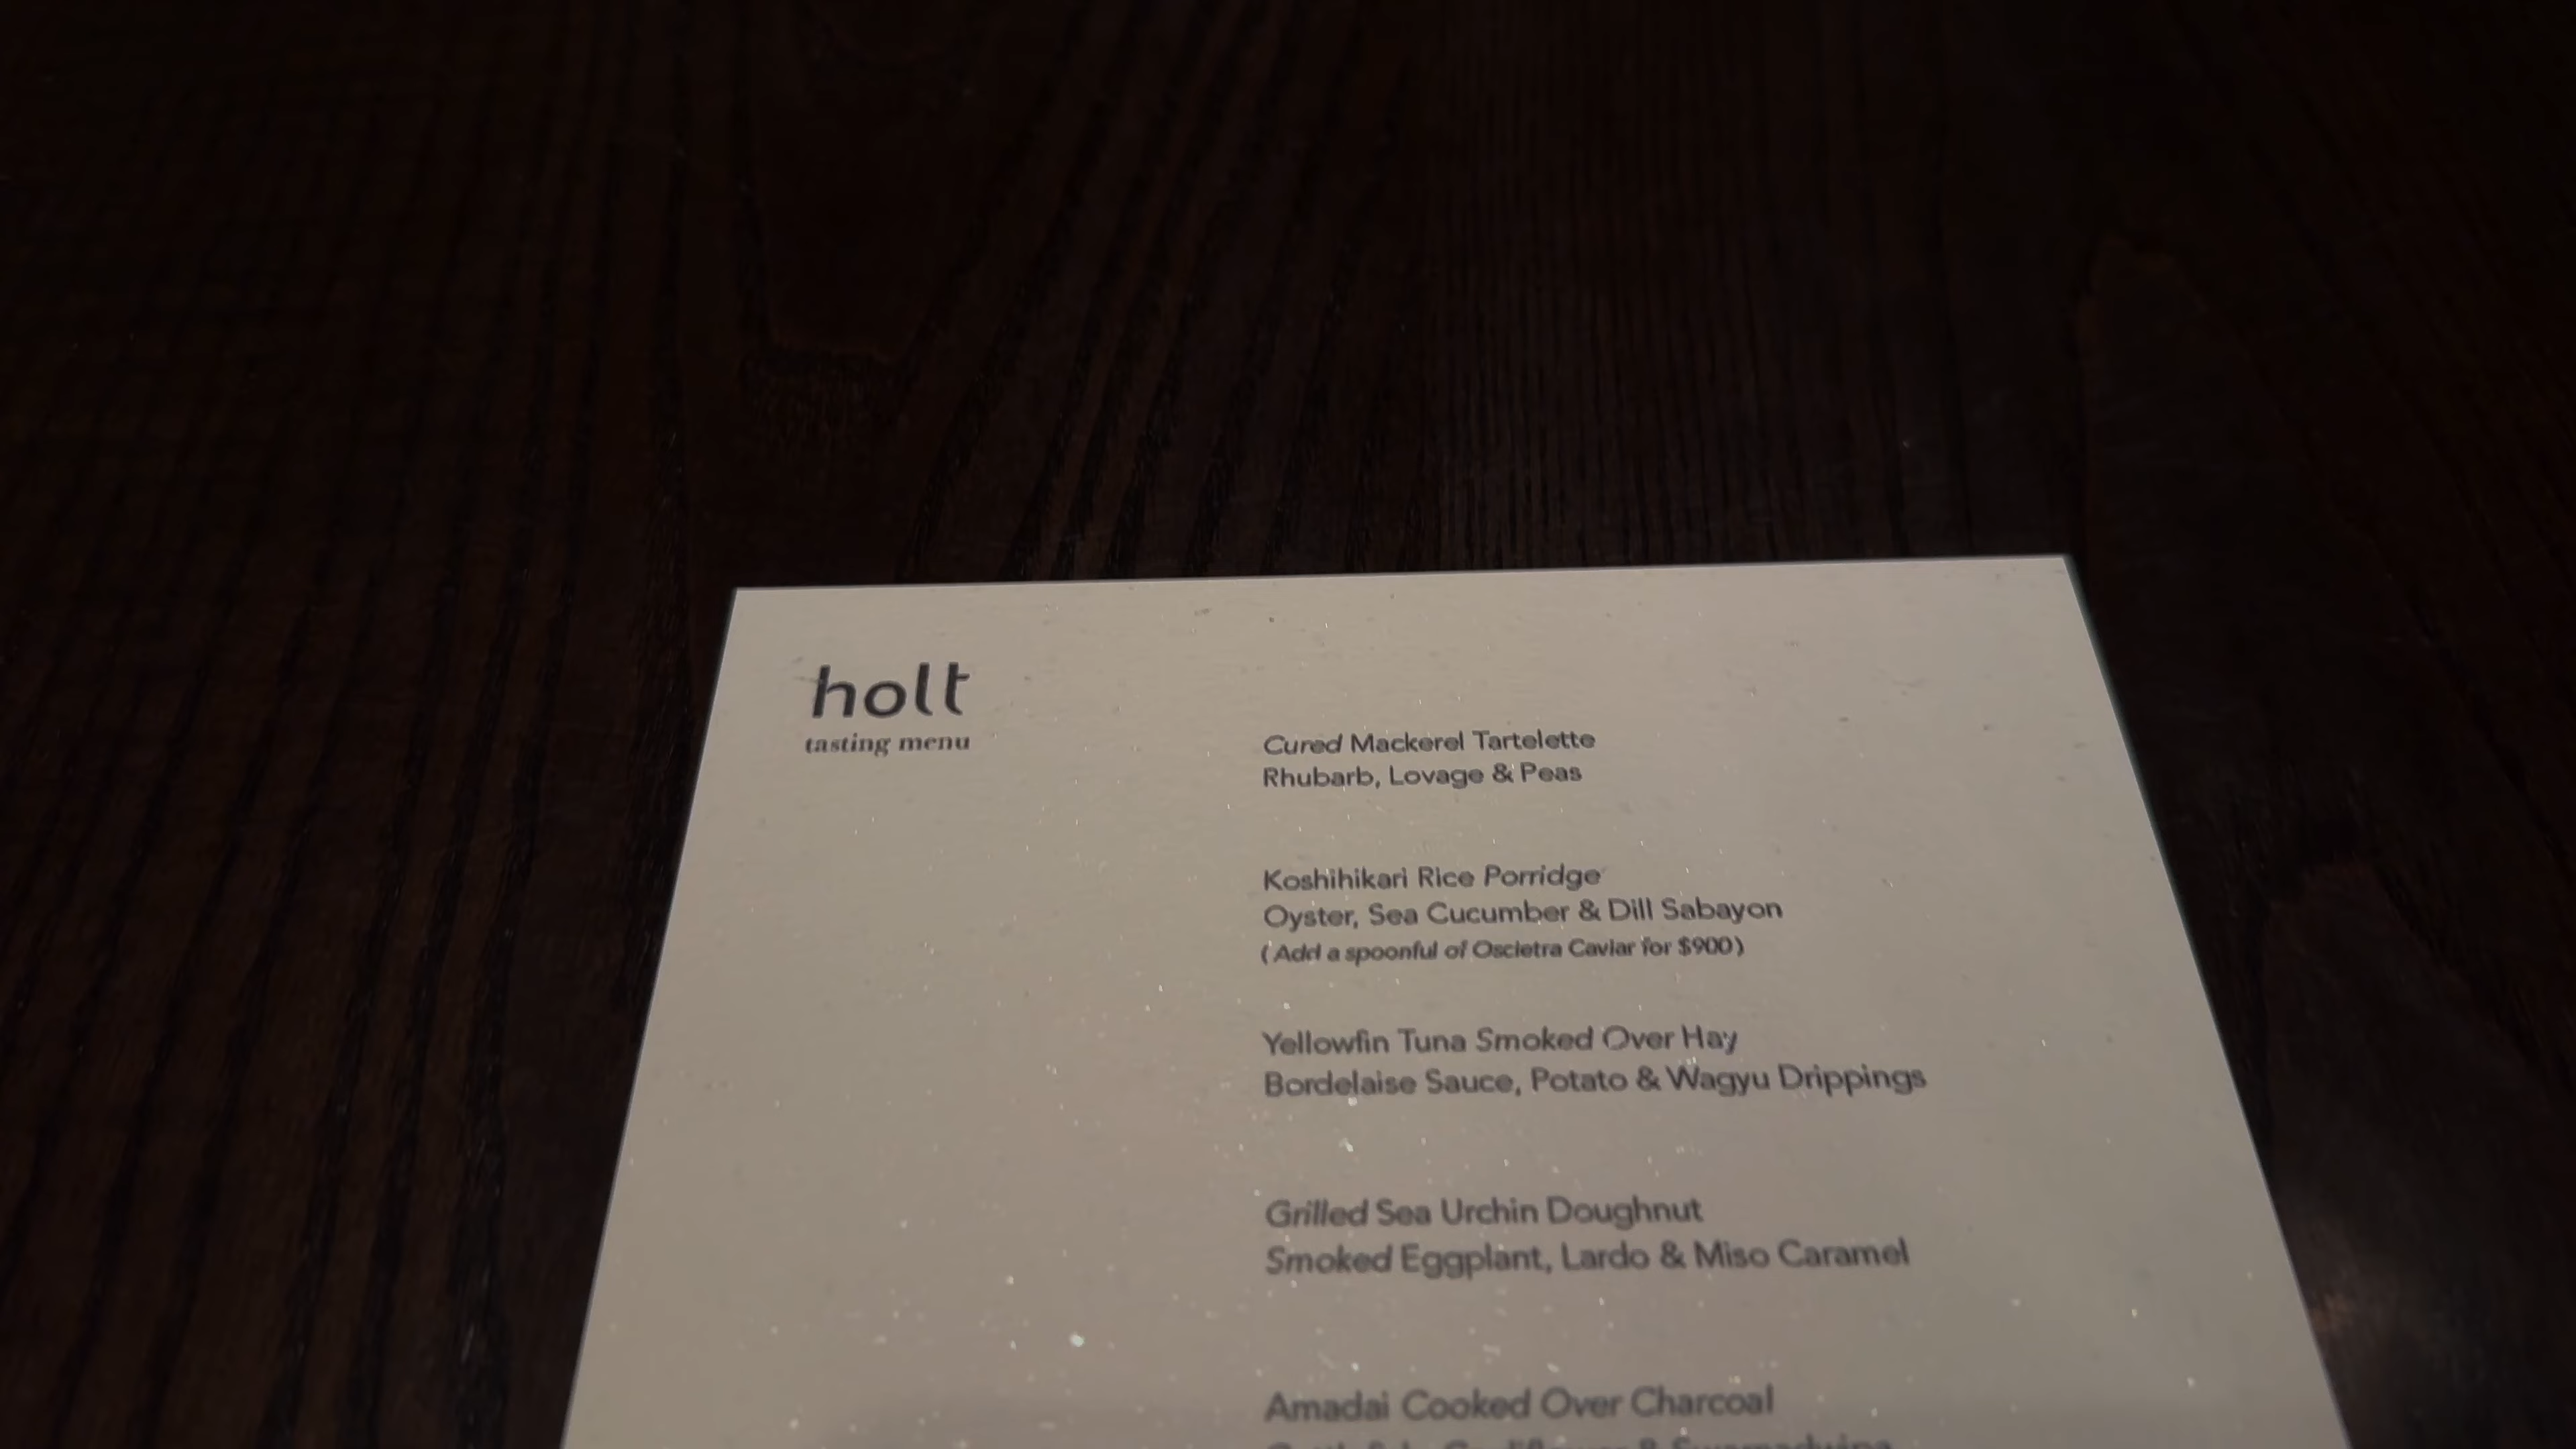 holt
tasting menu
Cured Mackerel Tartelette
Rhubarb, Lovage & Peas
Koshihikari Rice Porridge
Oyster, Sea Cucumber & Dill Sabayon
(Add a spoonful of Oscietra Caviar for $900)
Yellowfin Tuna Smoked Over Hay
Bordelaise Sauce, Potato & Wagyu Drippings
Grilled Sea Urchin Doughnut
Smoked Eggplant, Lardo & Miso Caramel
Amadai Cooked Over Charcoal